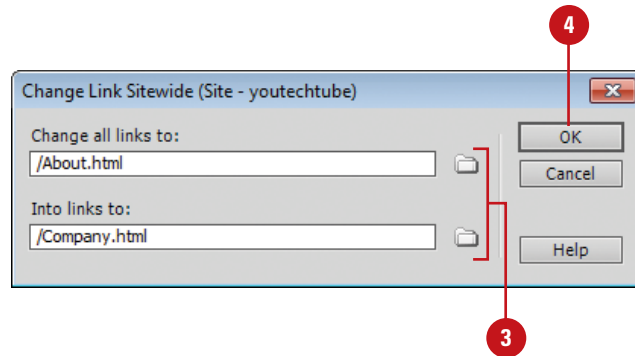 4
Change Link Sitewide (Site - youtechtube)
Change all links to:
/About.html
OK
Cancel
Into links to:
/Company.html
Help
3